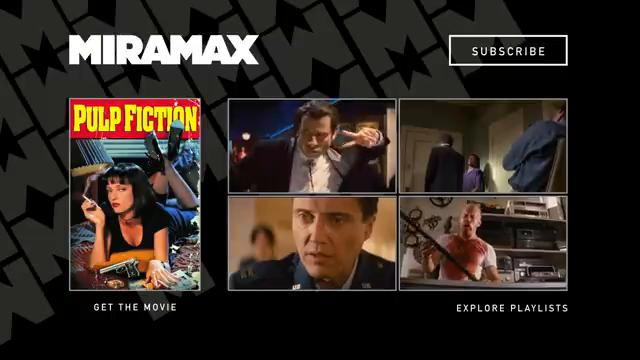 MIRAMAX
SUBSCRIBE
PULP FICTION
GET THE MOVIE
EXPLORE PLAYLISTS